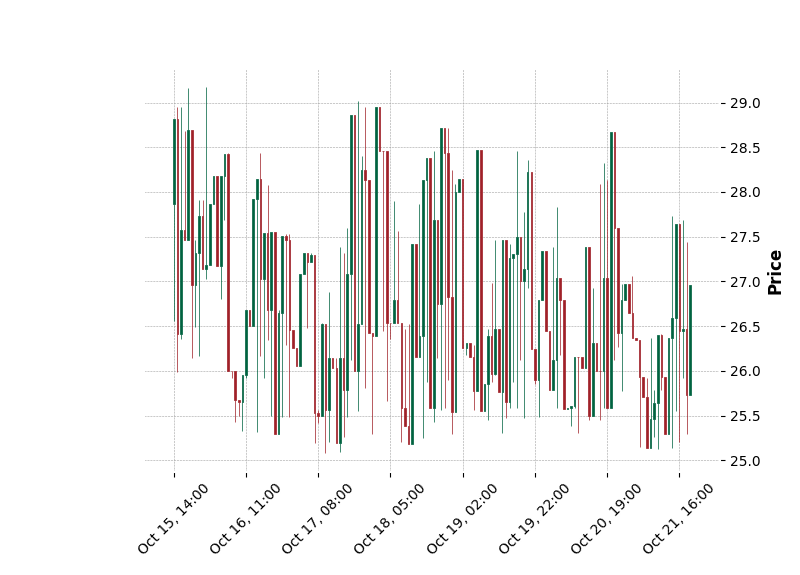 29.0
28.5
28.0
27.5
27.0
26.5
26.0
25.5
25.0
Price
Oct 15, 14:00
Oct 16, 11:00
Oct 17, 08:00
Oct 18, 05:00
Oct 19, 02:00
Oct 19, 22:00
Oct 20, 19:00
Oct 21, 16:00